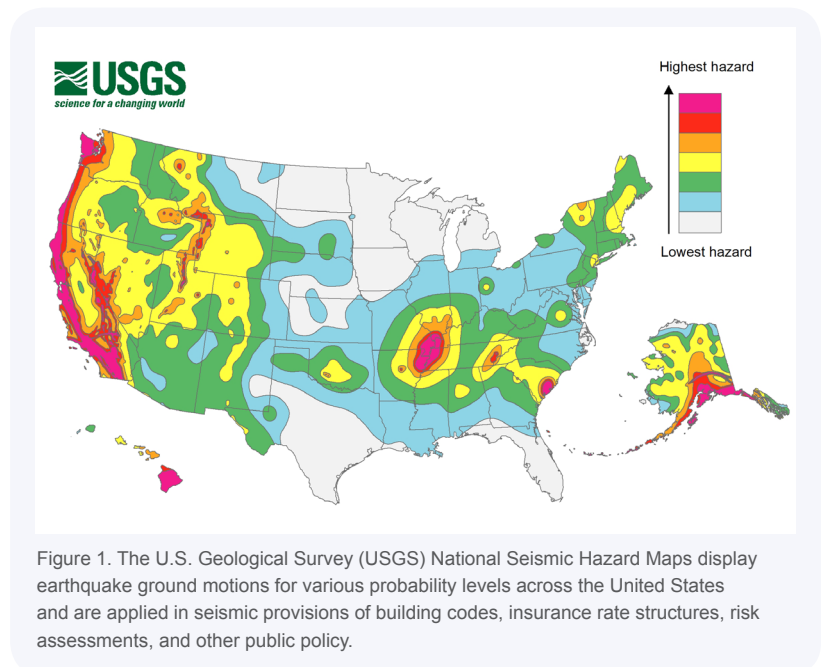 USGS
science for a changing world
Highest hazard
Lowest hazard
Figure 1. The U.S. Geological Survey (USGS) National Seismic Hazard Maps display
earthquake ground motions for various probability levels across the United States
and are applied in seismic provisions of building codes, insurance rate structures, risk
assessments, and other public policy.